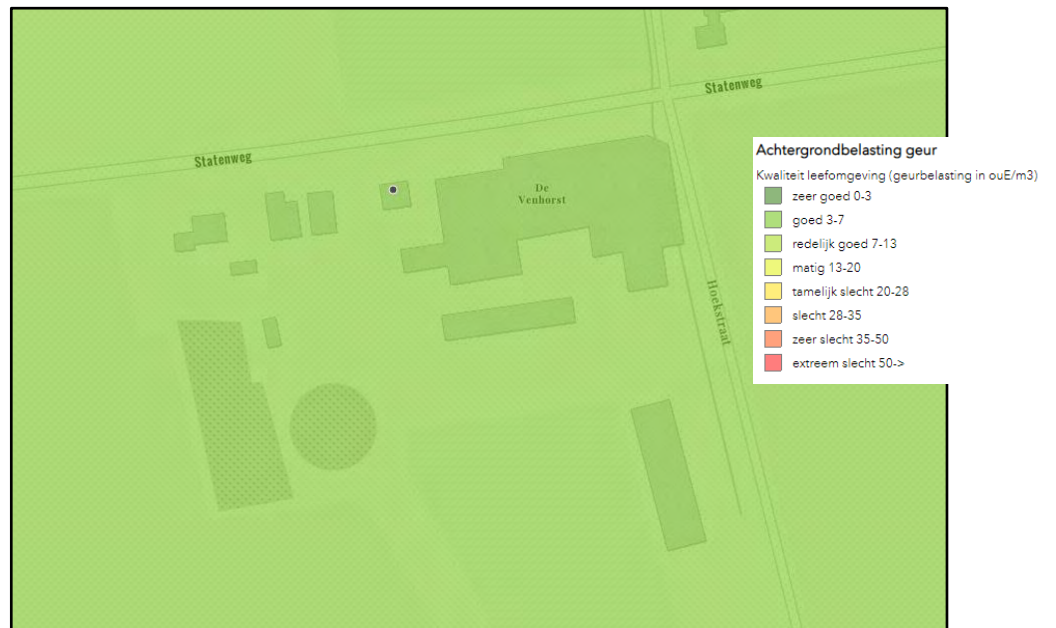 Statenweg
Statenweg
De
Venhorst
Hoekstraat
Achtergrondbelasting geur
Kwaliteit leefomgeving (geurbelasting in ouE/m3)
zeer goed 0-3
goed 3-7
redelijk goed 7-13
matig 13-20
tamelijk slecht 20-28
slecht 28-35
zeer slecht 35-50
extreem slecht 50->